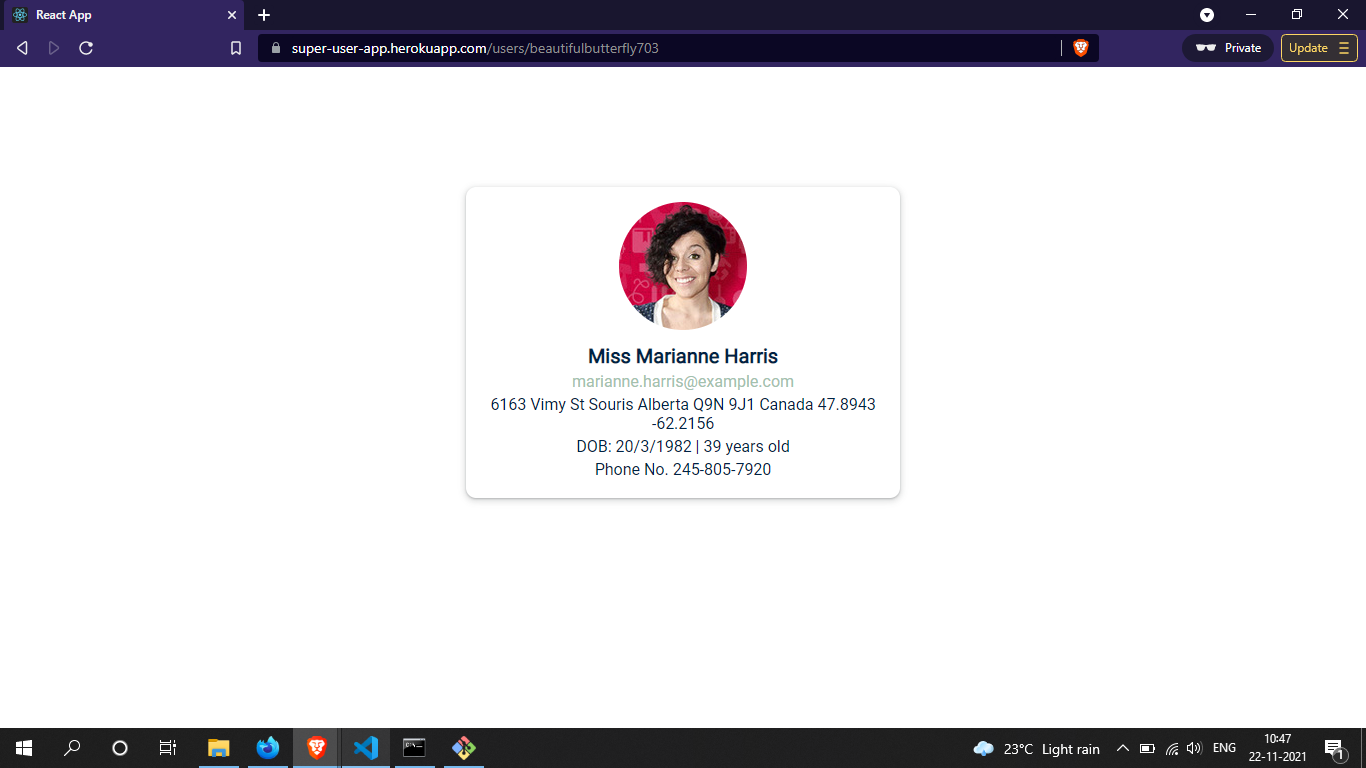 React App
super-user-app.herokuapp.com/users/beautifulbutterfly703
Private
Update
Miss Marianne Harris
marianne.harris@example.com
6163 Vimy St Souris Alberta Q9N 9J1 Canada 47.8943
-62.2156
DOB: 20/3/1982 | 39 years old
Phone No. 245-805-7920
23°C Light rain
ENG
10:47
22-11-2021
1